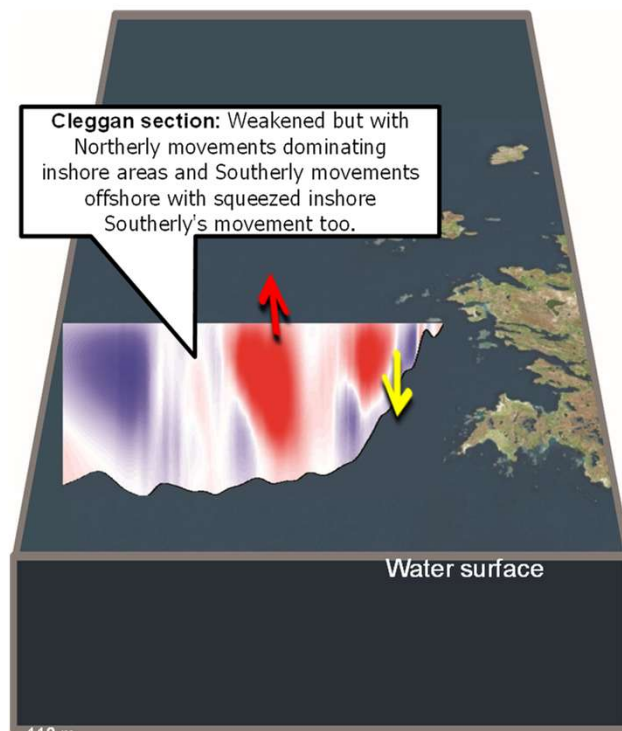 Cleggan section: Weakened but with
Northerly movements dominating
inshore areas and Southerly movements
offshore with squeezed inshore
Southerly's movement too.
Water surface